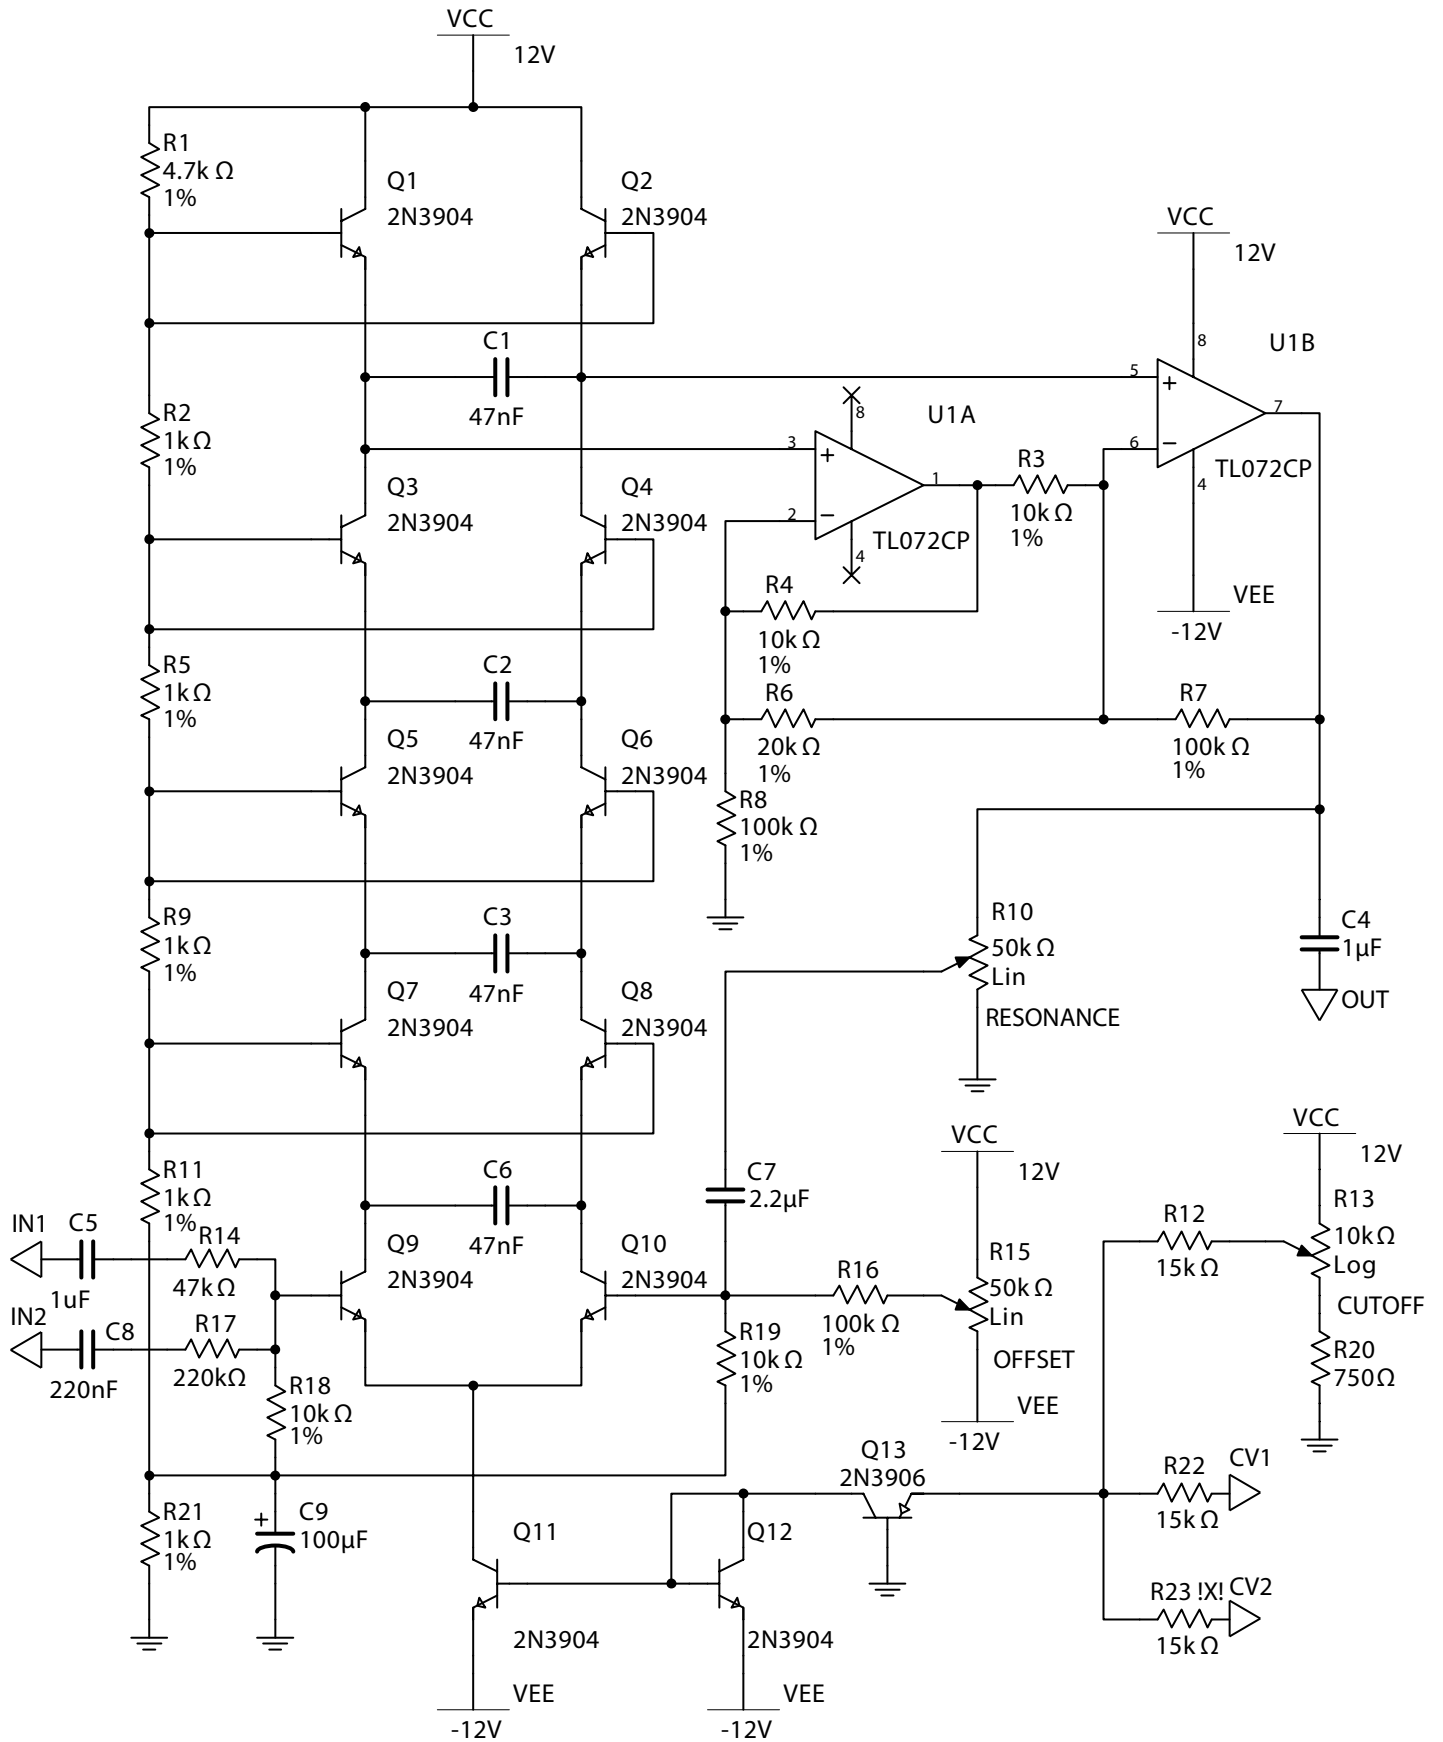 VCC
12V
R1
4.7k Ω
1%
Q1
2N3904
Q2
2N3904
VCC
12V
8
U1B
C1
47nF
5
+
7
6
−
TL072CP
4
VEE
-12V
8
U1A
3
+
1
2
−
TL072CP
4
R2
1k Ω
1%
Q3
2N3904
Q4
2N3904
R3
10k Ω
1%
R4
10k Ω
1%
R5
1k Ω
1%
C2
47nF
R6
20k Ω
1%
R7
100k Ω
1%
Q5
2N3904
Q6
2N3904
R8
100k Ω
1%
R9
1k Ω
1%
C3
47nF
R10
50k Ω
Lin
RESONANCE
C4
1µF
OUT
Q7
2N3904
Q8
2N3904
VCC
12V
VCC
12V
R11
1k Ω
1%
C6
47nF
C7
2.2µF
IN1
C5
1uF
R14
47kΩ
Q9
2N3904
Q10
2N3904
R12
15k Ω
R13
10k Ω
Log
CUTOFF
R15
50k Ω
Lin
OFFSET
R16
100k Ω
1%
IN2
C8
220nF
R17
220kΩ
R18
10k Ω
1%
R19
10k Ω
1%
R20
750 Ω
VEE
-12V
Q13
2N3906
R22
15k Ω
CV1
R21
1k Ω
1%
+
C9
100µF
Q11
2N3904
Q12
2N3904
R23 !X!
15k Ω
CV2
VEE
-12V
VEE
-12V